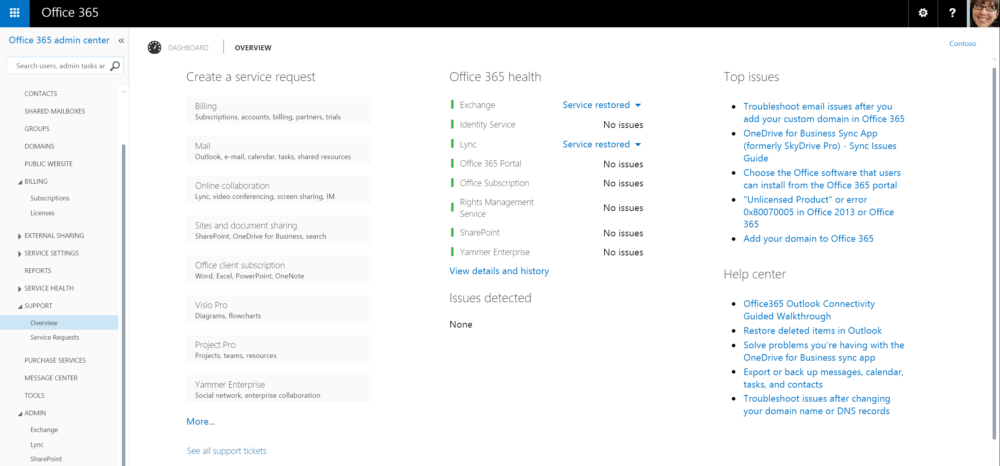 Office 365
?
Office 365 admin center
Search users, admin tasks ar
CONTACTS
SHARED MAILBOXES
GROUPS
DOMAINS
PUBLIC WEBSITE
BILLING
Subscriptions
Licenses
EXTERNAL SHARING
SERVICE SETTINGS
REPORTS
SERVICE HEALTH
SUPPORT
Overview
Service Requests
PURCHASE SERVICES
MESSAGE CENTER
TOOLS
ADMIN
Exchange
Lync
SharePoint
DASHBOARD
OVERVIEW
Contoso
Create a service request
Billing
Subscriptions, accounts, billing, partners, trials
Mail
Outlook, e-mail, calendar, tasks, shared resources
Online collaboration
Lync, video conferencing, screen sharing, IM
Sites and document sharing
SharePoint, OneDrive for Business, search
Office client subscription
Word, Excel, PowerPoint, OneNote
Visio Pro
Diagrams, flowcharts
Project Pro
Projects, teams, resources
Yammer Enterprise
Social network, enterprise collaboration
More...
See all support tickets
Office 365 health
Exchange Service restored
Identity Service No issues
Lync Service restored
Office 365 Portal No issues
Office Subscription No issues
Rights Management
Service No issues
SharePoint No issues
Yammer Enterprise No issues
View details and history
Issues detected
None
Top issues
Troubleshoot email issues after you
add your custom domain in Office 365
OneDrive for Business Sync App
(formerly SkyDrive Pro) - Sync Issues
Guide
Choose the Office software that users
can install from the Office 365 portal
"Unlicensed Product" or error
0x80070005 in Office 2013 or Office
365
Add your domain to Office 365
Help center
Office365 Outlook Connectivity
Guided Walkthrough
Restore deleted items in Outlook
Solve problems you’re having with the
OneDrive for Business sync app
Export or back up messages, calendar,
tasks, and contacts
Troubleshoot issues after changing
your domain name or DNS records